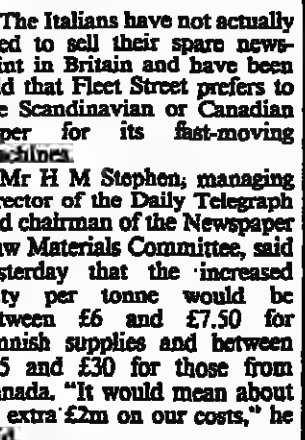 The Italians have not actually
ed to sell their spare news-
int in Britain and have been
d that Fleet Street prefers to
e Scandinavian or Canadian
per for its fast-moving
achines.
Mr H M Stephen, managing
rector of the Daily Telegraph
d chairman of the Newspaper
aw Materials Committee, said
sterday that the increased
ty per tonne would be
tween £6 and £7.50 for
nnish supplies and between
5 and £30 for those from
anada. "It would mean about
extra £2m on our costs," he